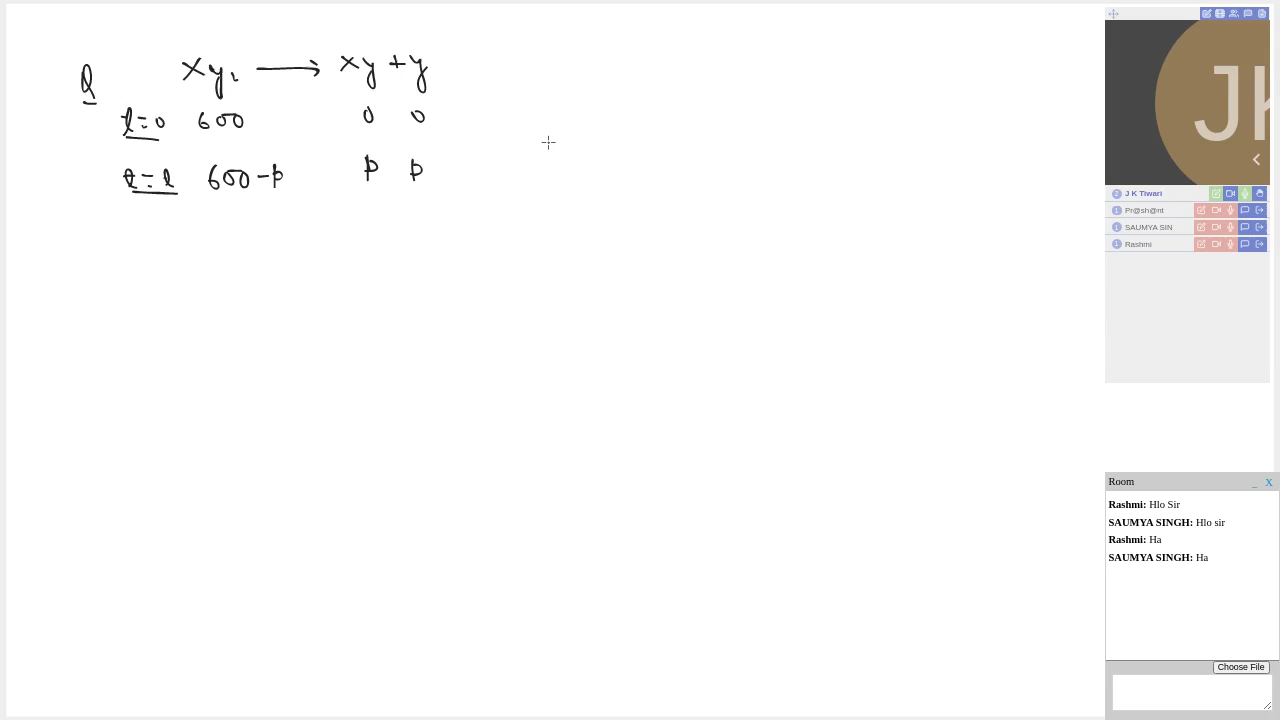 Q xy₂ ⟶ xy + y
t=0 600 0 0
t=t 600-p p p
JK
J K Tiwari
Pr@sh@nt
SAUMYA SIN
Rashmi
Room _ X
Rashmi: Hlo Sir
SAUMYA SINGH: Hlo sir
Rashmi: Ha
SAUMYA SINGH: Ha
Choose File